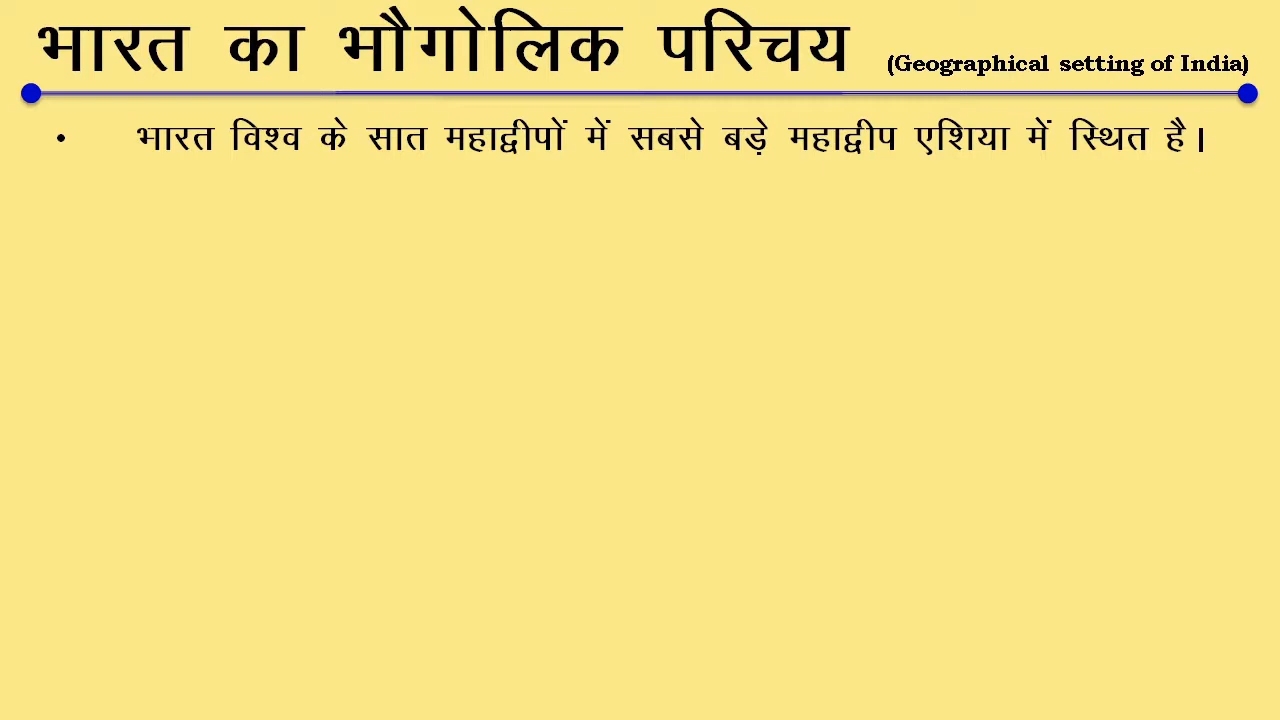 भारत का भौगोलिक परिचय (Geographical setting of India)
• भारत विश्व के सात महाद्वीपों में सबसे बड़े महाद्वीप एशिया में स्थित है।